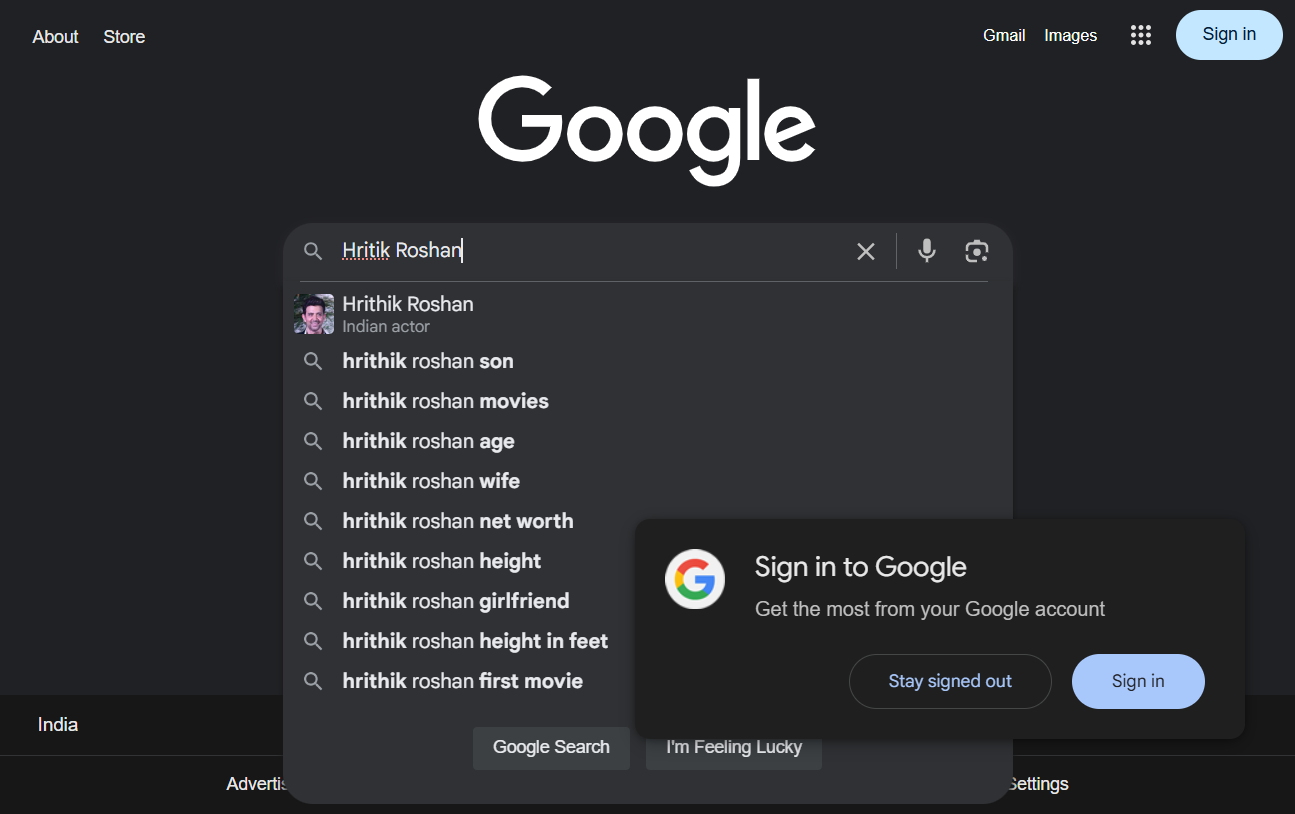 About Store
Gmail Images Sign in
Google
Hritik Roshan
Hrithik Roshan
Indian actor
hrithik roshan son
hrithik roshan movies
hrithik roshan age
hrithik roshan wife
hrithik roshan net worth
hrithik roshan height
hrithik roshan girlfriend
hrithik roshan height in feet
hrithik roshan first movie
Google Search I'm Feeling Lucky
Sign in to Google
Get the most from your Google account
Stay signed out Sign in
India
Advertis Settings